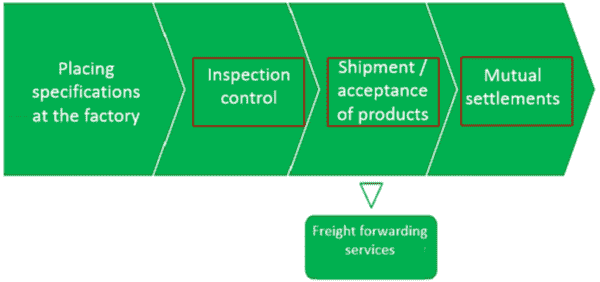 Placing
specifications
at the factory
Inspection
control
Shipment /
acceptance
of products
Mutual
settlements
Freight forwarding
services